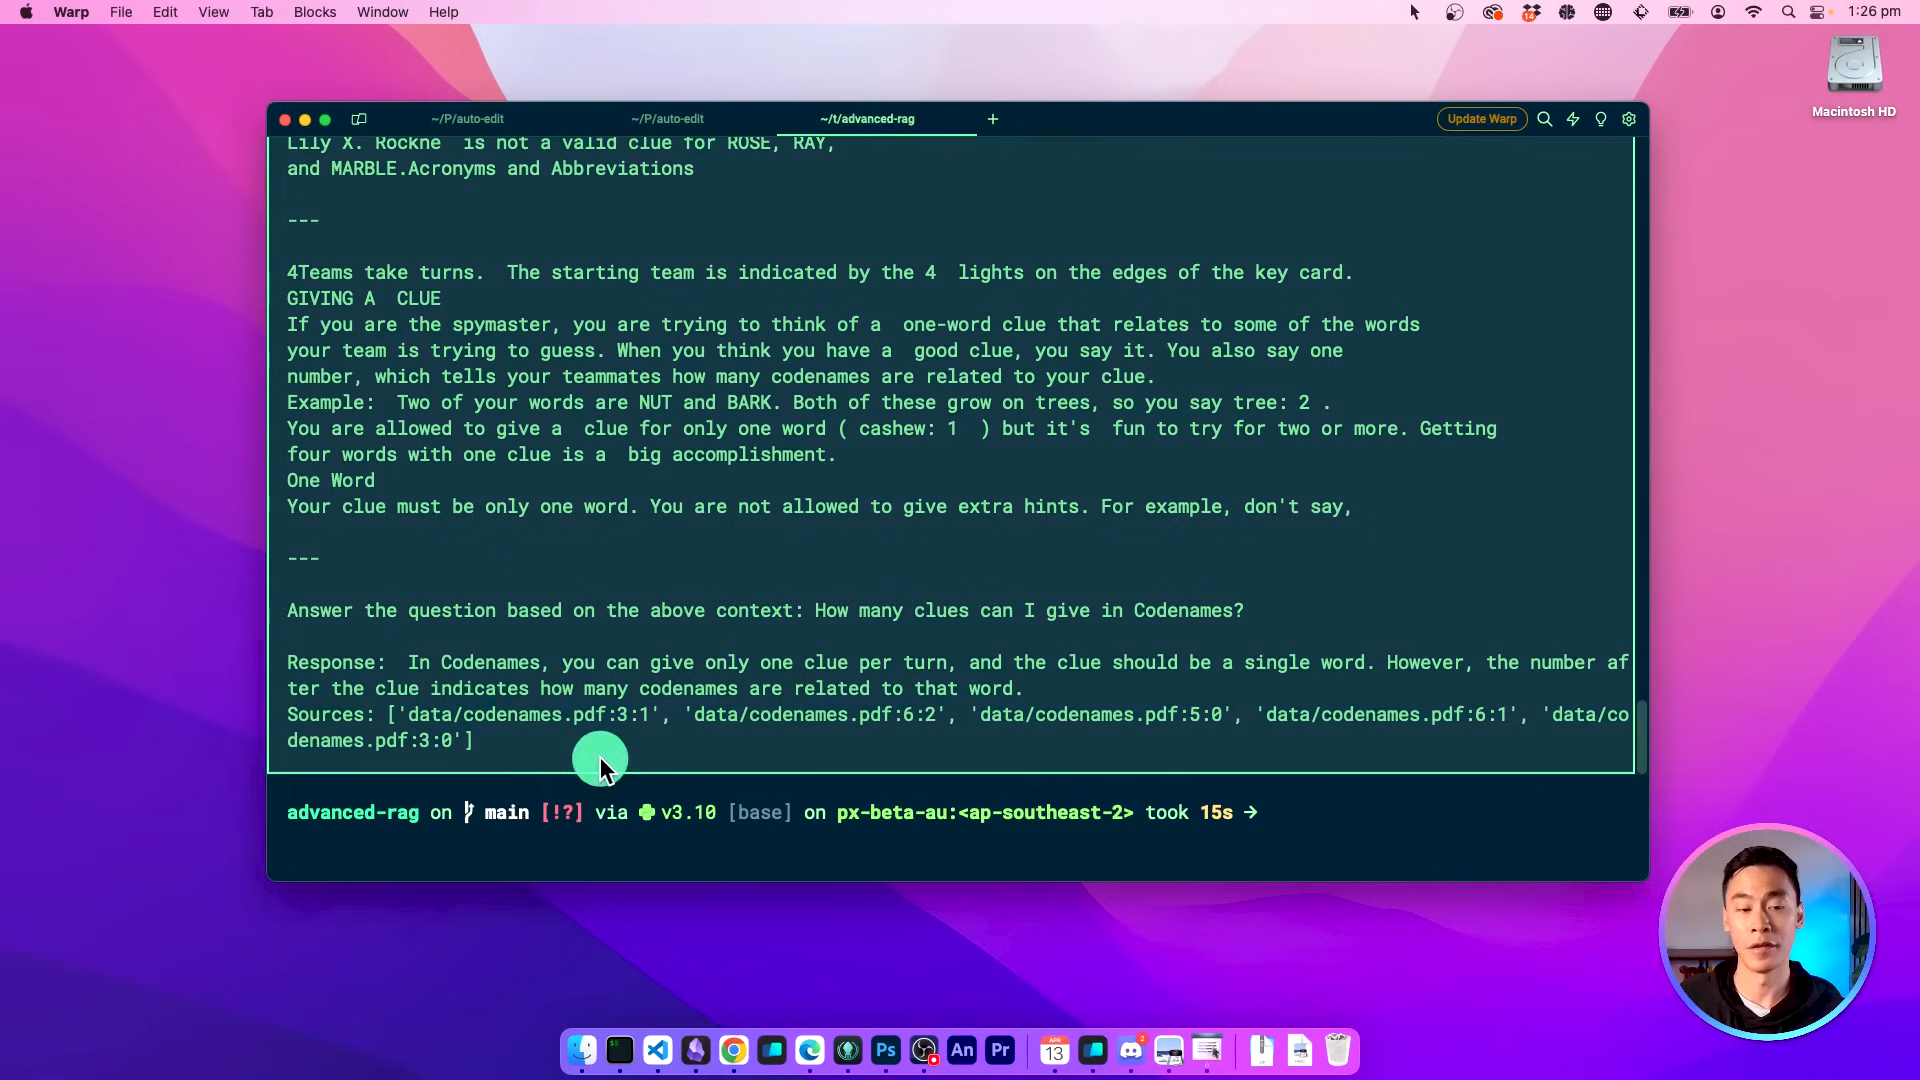 Warp File Edit View Tab Blocks Window Help
14
1:26 pm
Macintosh HD
~/P/auto-edit
~/P/auto-edit
~/t/advanced-rag
+
Update Warp
Lily X. Rockne  is not a valid clue for ROSE, RAY,
and MARBLE.Acronyms and Abbreviations
---
4Teams take turns.  The starting team is indicated by the 4  lights on the edges of the key card.
GIVING A  CLUE
If you are the spymaster, you are trying to think of a  one-word clue that relates to some of the words
your team is trying to guess. When you think you have a  good clue, you say it. You also say one
number, which tells your teammates how many codenames are related to your clue.
Example:  Two of your words are NUT and BARK. Both of these grow on trees, so you say tree: 2 .
You are allowed to give a  clue for only one word ( cashew: 1  ) but it's  fun to try for two or more. Getting
four words with one clue is a  big accomplishment.
One Word
Your clue must be only one word. You are not allowed to give extra hints. For example, don't say,
---
Answer the question based on the above context: How many clues can I give in Codenames?
Response:  In Codenames, you can give only one clue per turn, and the clue should be a single word. However, the number af
ter the clue indicates how many codenames are related to that word.
Sources: ['data/codenames.pdf:3:1', 'data/codenames.pdf:6:2', 'data/codenames.pdf:5:0', 'data/codenames.pdf:6:1', 'data/co
denames.pdf:3:0']
advanced-rag on main [!?] via v3.10 [base] on px-beta-au:<ap-southeast-2> took 15s →
$
Ps
An
Pr
APR
13
2